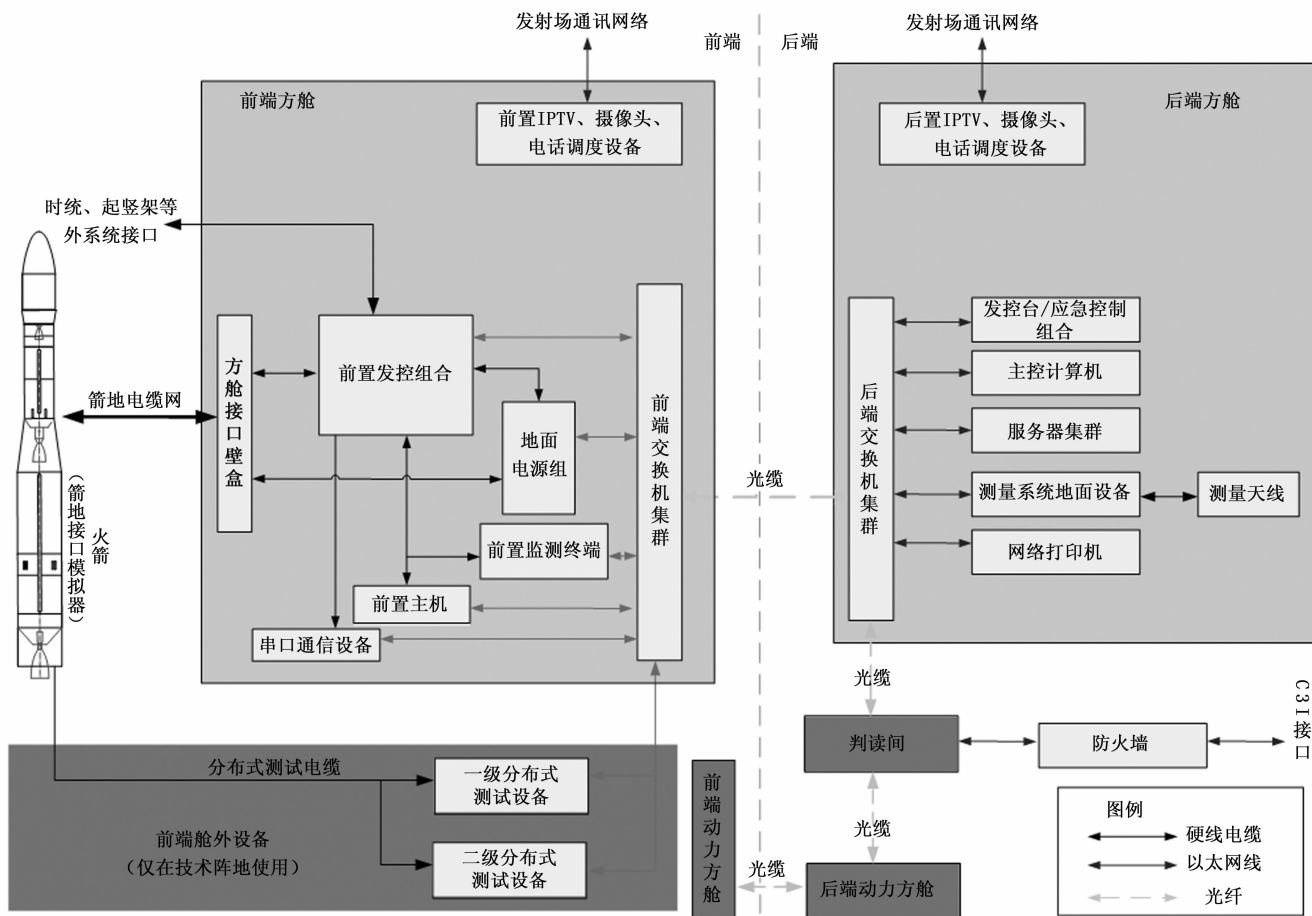 发射场通讯网络
前端
后端
发射场通讯网络
前端方舱
前置IPTV、摄像头、
电话调度设备
后端方舱
后置IPTV、摄像头、
电话调度设备
时统、起竖架等
外系统接口
方舱接口壁盒
前置发控组合
地面
电源组
前端交换机集群
前置监测终端
前置主机
串口通信设备
箭地电缆网
火箭
(箭地接口模拟器)
光缆
后端交换机集群
发控台/应急控制
组合
主控计算机
服务器集群
测量系统地面设备
测量天线
网络打印机
光缆
C3I接口
判读间
防火墙
分布式测试电缆
一级分布式
测试设备
前端舱外设备
(仅在技术阵地使用)
二级分布式
测试设备
前端动力方舱
光缆
光缆
后端动力方舱
图例
硬线电缆
以太网线
光纤